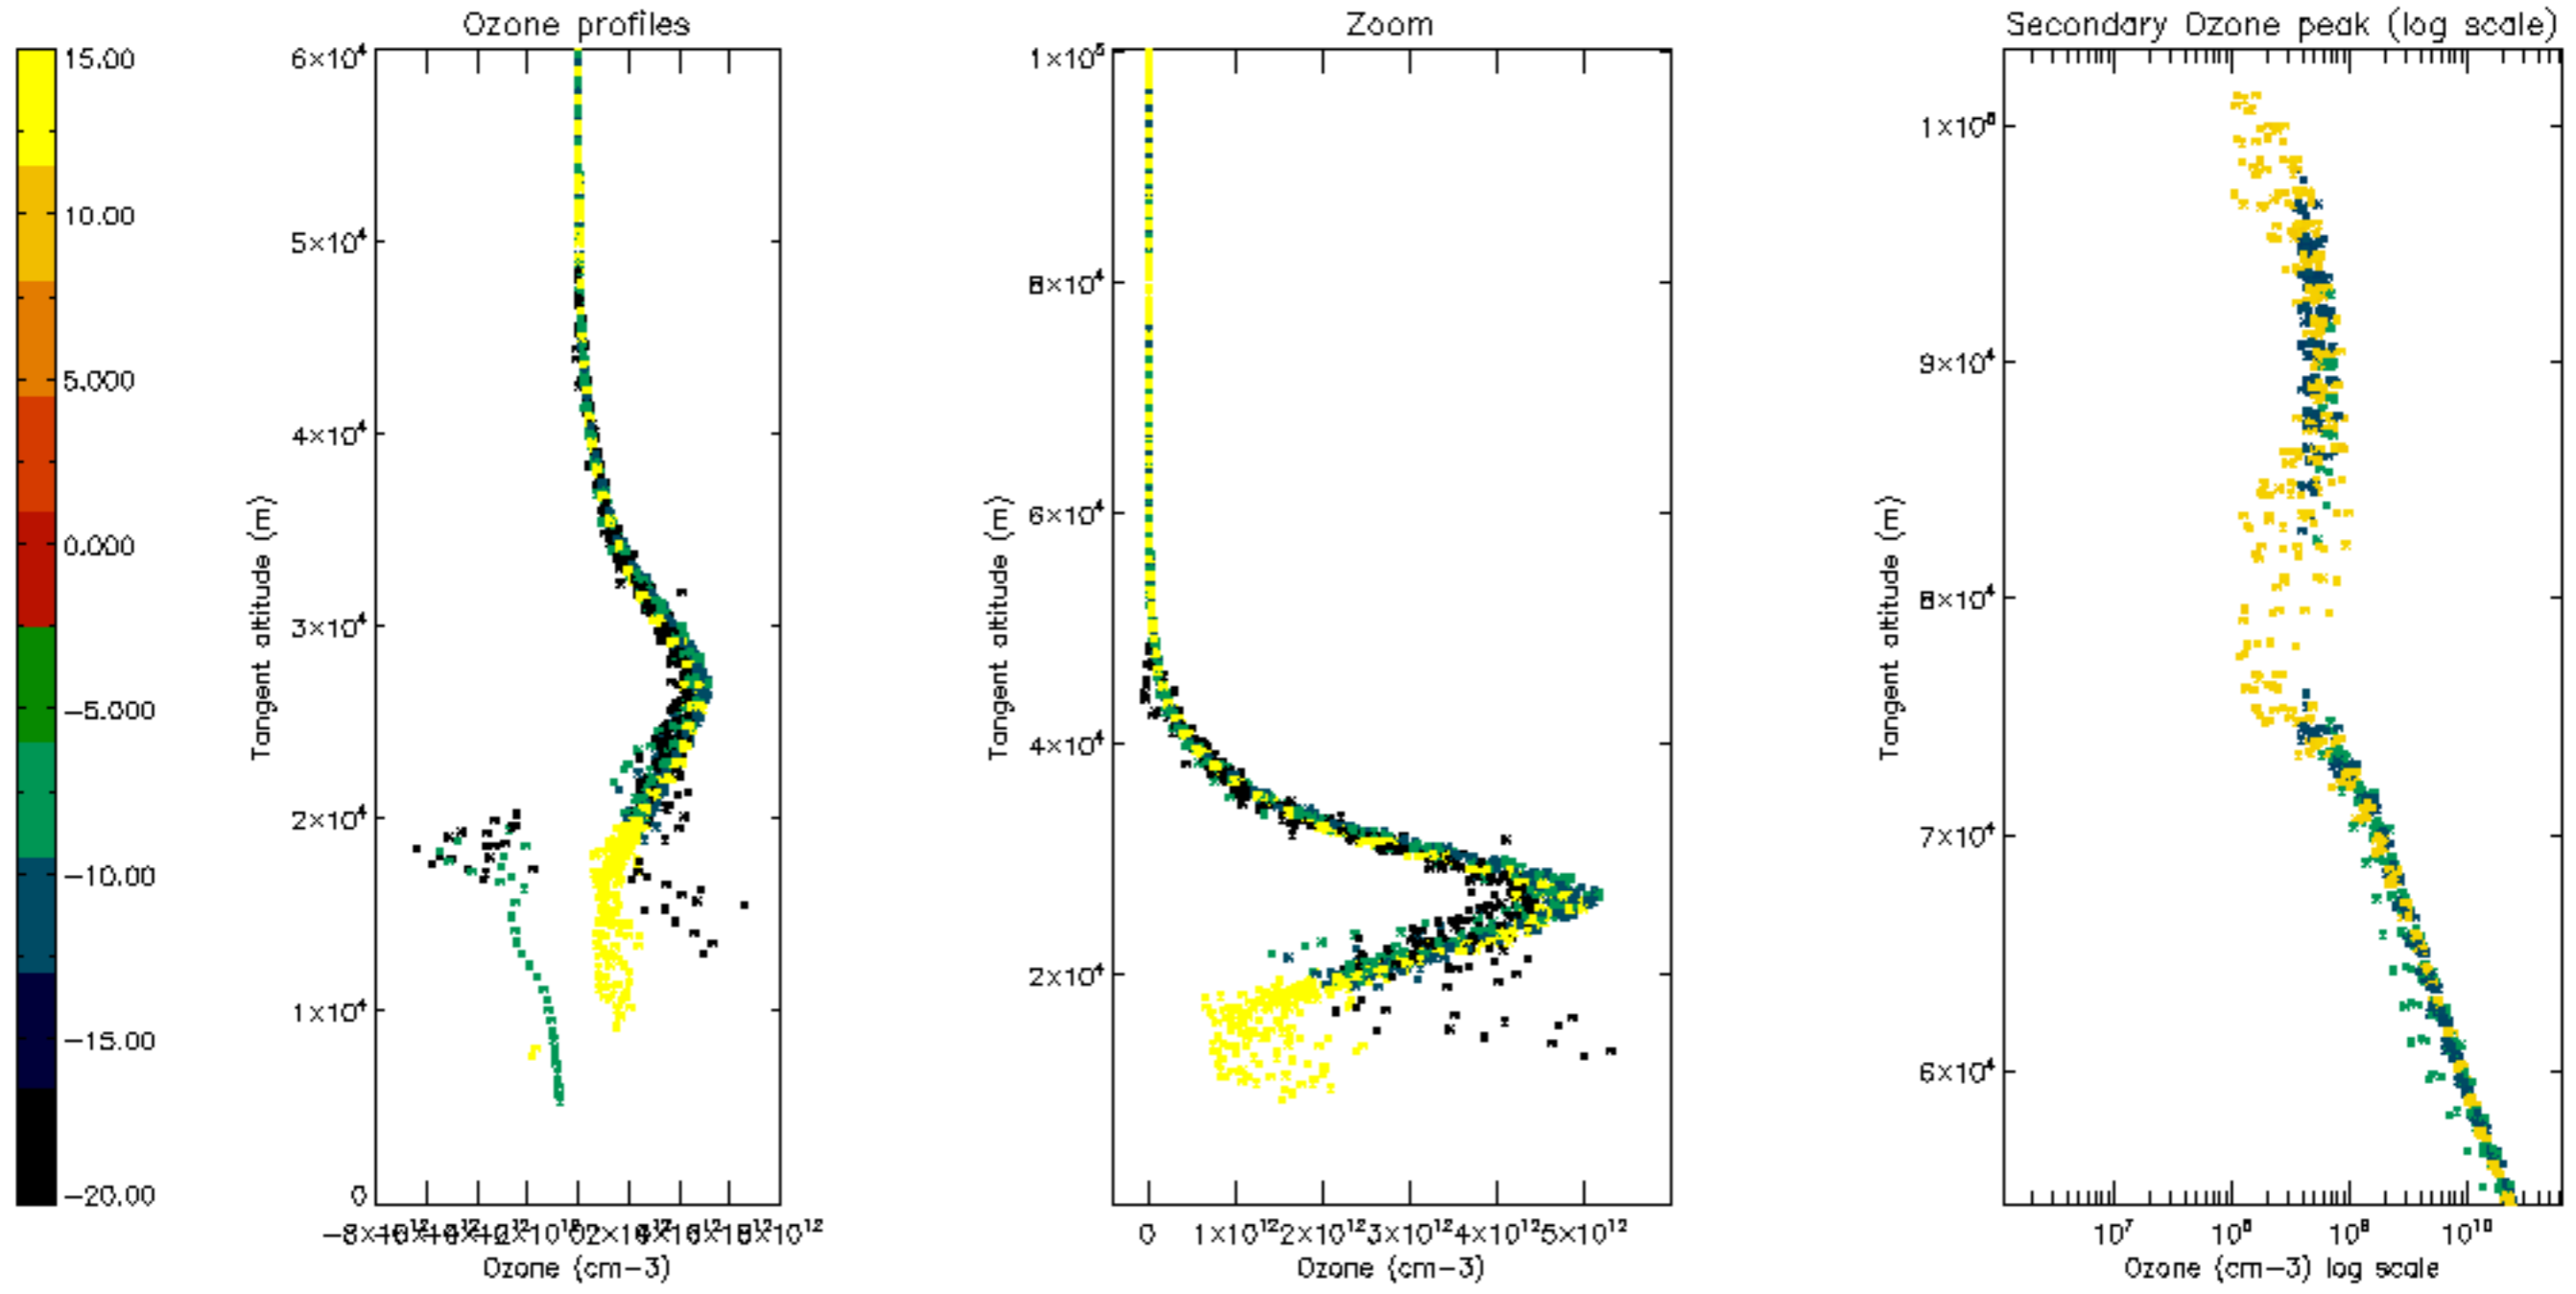 Ozone profiles
Zoom
Secondary Ozone peak (log scale)
15.00
10.00
5.000
0.000
−5.000
−10.00
−15.00
−20.00
6×10⁴
5×10⁴
4×10⁴
3×10⁴
2×10⁴
1×10⁴
0
Tangent altitude (m)
Ozone (cm−3)
1×10⁵
8×10⁴
6×10⁴
4×10⁴
2×10⁴
Tangent altitude (m)
0 1×10¹² 2×10¹² 3×10¹² 4×10¹² 5×10¹²
Ozone (cm−3)
1×10⁵
9×10⁴
8×10⁴
7×10⁴
6×10⁴
Tangent altitude (m)
10⁷ 10⁸ 10⁹ 10¹⁰
Ozone (cm−3) log scale